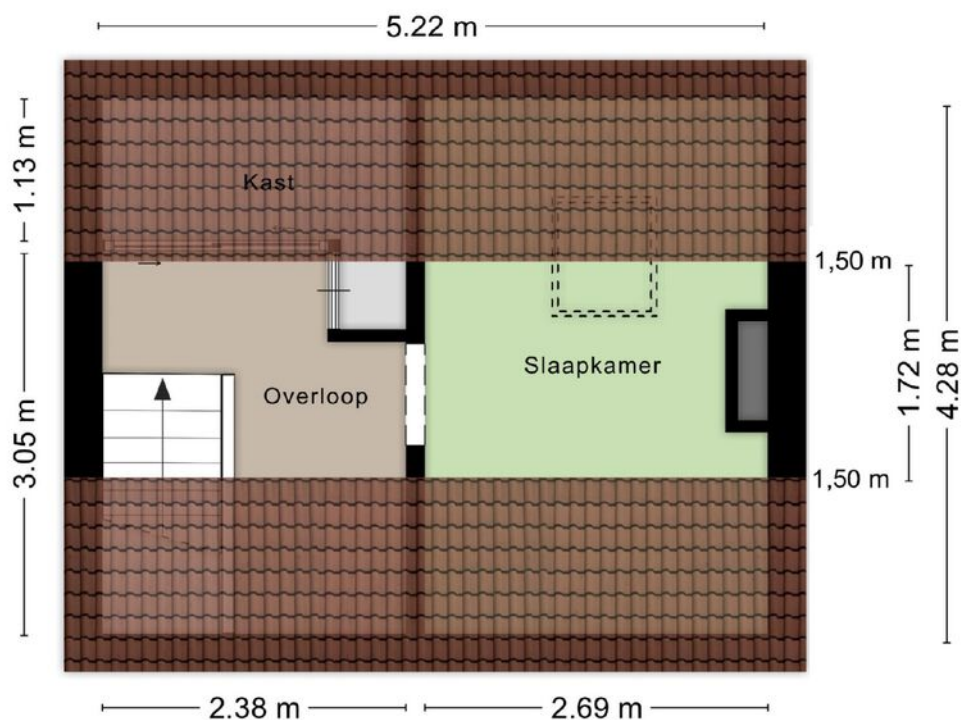 5.22 m
1.13 m
Kast
1,50 m
Slaapkamer
1.72 m
4.28 m
Overloop
3.05 m
1,50 m
2.38 m
2.69 m